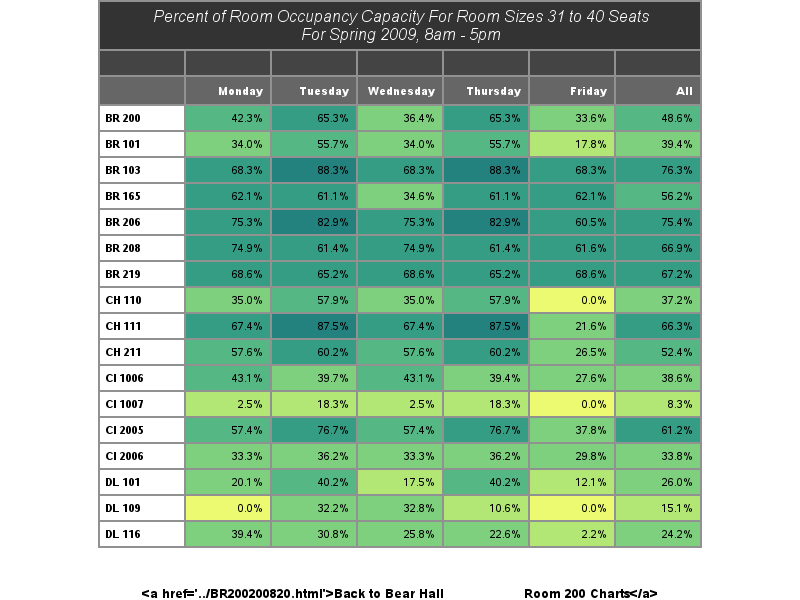 Percent of Room Occupancy Capacity For Room Sizes 31 to 40 Seats
For Spring 2009, 8am - 5pm
Monday Tuesday Wednesday Thursday Friday All
BR 200 42.3% 65.3% 36.4% 65.3% 33.6% 48.6%
BR 101 34.0% 55.7% 34.0% 55.7% 17.8% 39.4%
BR 103 68.3% 88.3% 68.3% 88.3% 68.3% 76.3%
BR 165 62.1% 61.1% 34.6% 61.1% 62.1% 56.2%
BR 206 75.3% 82.9% 75.3% 82.9% 60.5% 75.4%
BR 208 74.9% 61.4% 74.9% 61.4% 61.6% 66.9%
BR 219 68.6% 65.2% 68.6% 65.2% 68.6% 67.2%
CH 110 35.0% 57.9% 35.0% 57.9% 0.0% 37.2%
CH 111 67.4% 87.5% 67.4% 87.5% 21.6% 66.3%
CH 211 57.6% 60.2% 57.6% 60.2% 26.5% 52.4%
CI 1006 43.1% 39.7% 43.1% 39.4% 27.6% 38.6%
CI 1007 2.5% 18.3% 2.5% 18.3% 0.0% 8.3%
CI 2005 57.4% 76.7% 57.4% 76.7% 37.8% 61.2%
CI 2006 33.3% 36.2% 33.3% 36.2% 29.8% 33.8%
DL 101 20.1% 40.2% 17.5% 40.2% 12.1% 26.0%
DL 109 0.0% 32.2% 32.8% 10.6% 0.0% 15.1%
DL 116 39.4% 30.8% 25.8% 22.6% 2.2% 24.2%
<a href='../BR200200820.html'>Back to Bear Hall Room 200 Charts</a>